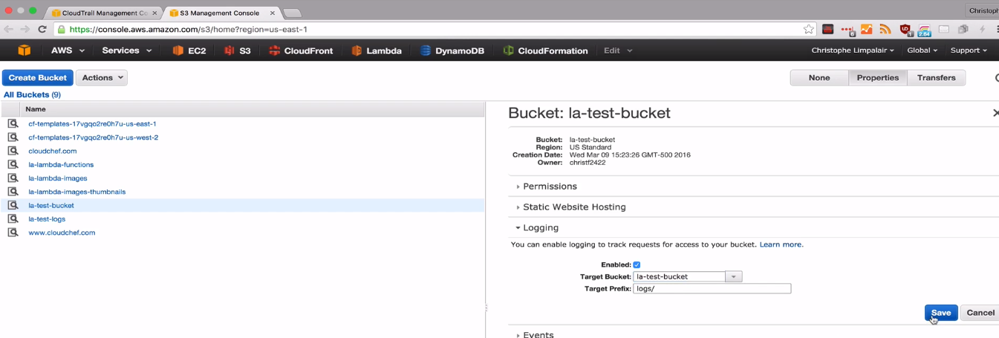 CloudTrail Management Co
S3 Management Console
Christoph
https://console.aws.amazon.com/s3/home?region=us-east-1
6
1
2.64
AWS Services EC2 S3 CloudFront Lambda DynamoDB CloudFormation Edit Christophe Limpalair Global Support
Create Bucket Actions None Properties Transfers
All Buckets (9)
Name
cf-templates-17vgqo2re0h7u-us-east-1
cf-templates-17vgqo2re0h7u-us-west-2
cloudchef.com
la-lambda-functions
la-lambda-images
la-lambda-images-thumbnails
la-test-bucket
la-test-logs
www.cloudchef.com
Bucket: la-test-bucket
Bucket: la-test-bucket
Region: US Standard
Creation Date: Wed Mar 09 15:23:26 GMT-500 2016
Owner: christf2422
Permissions
Static Website Hosting
Logging
You can enable logging to track requests for access to your bucket. Learn more.
Enabled:
Target Bucket: la-test-bucket
Target Prefix: logs/
Save Cancel
Events